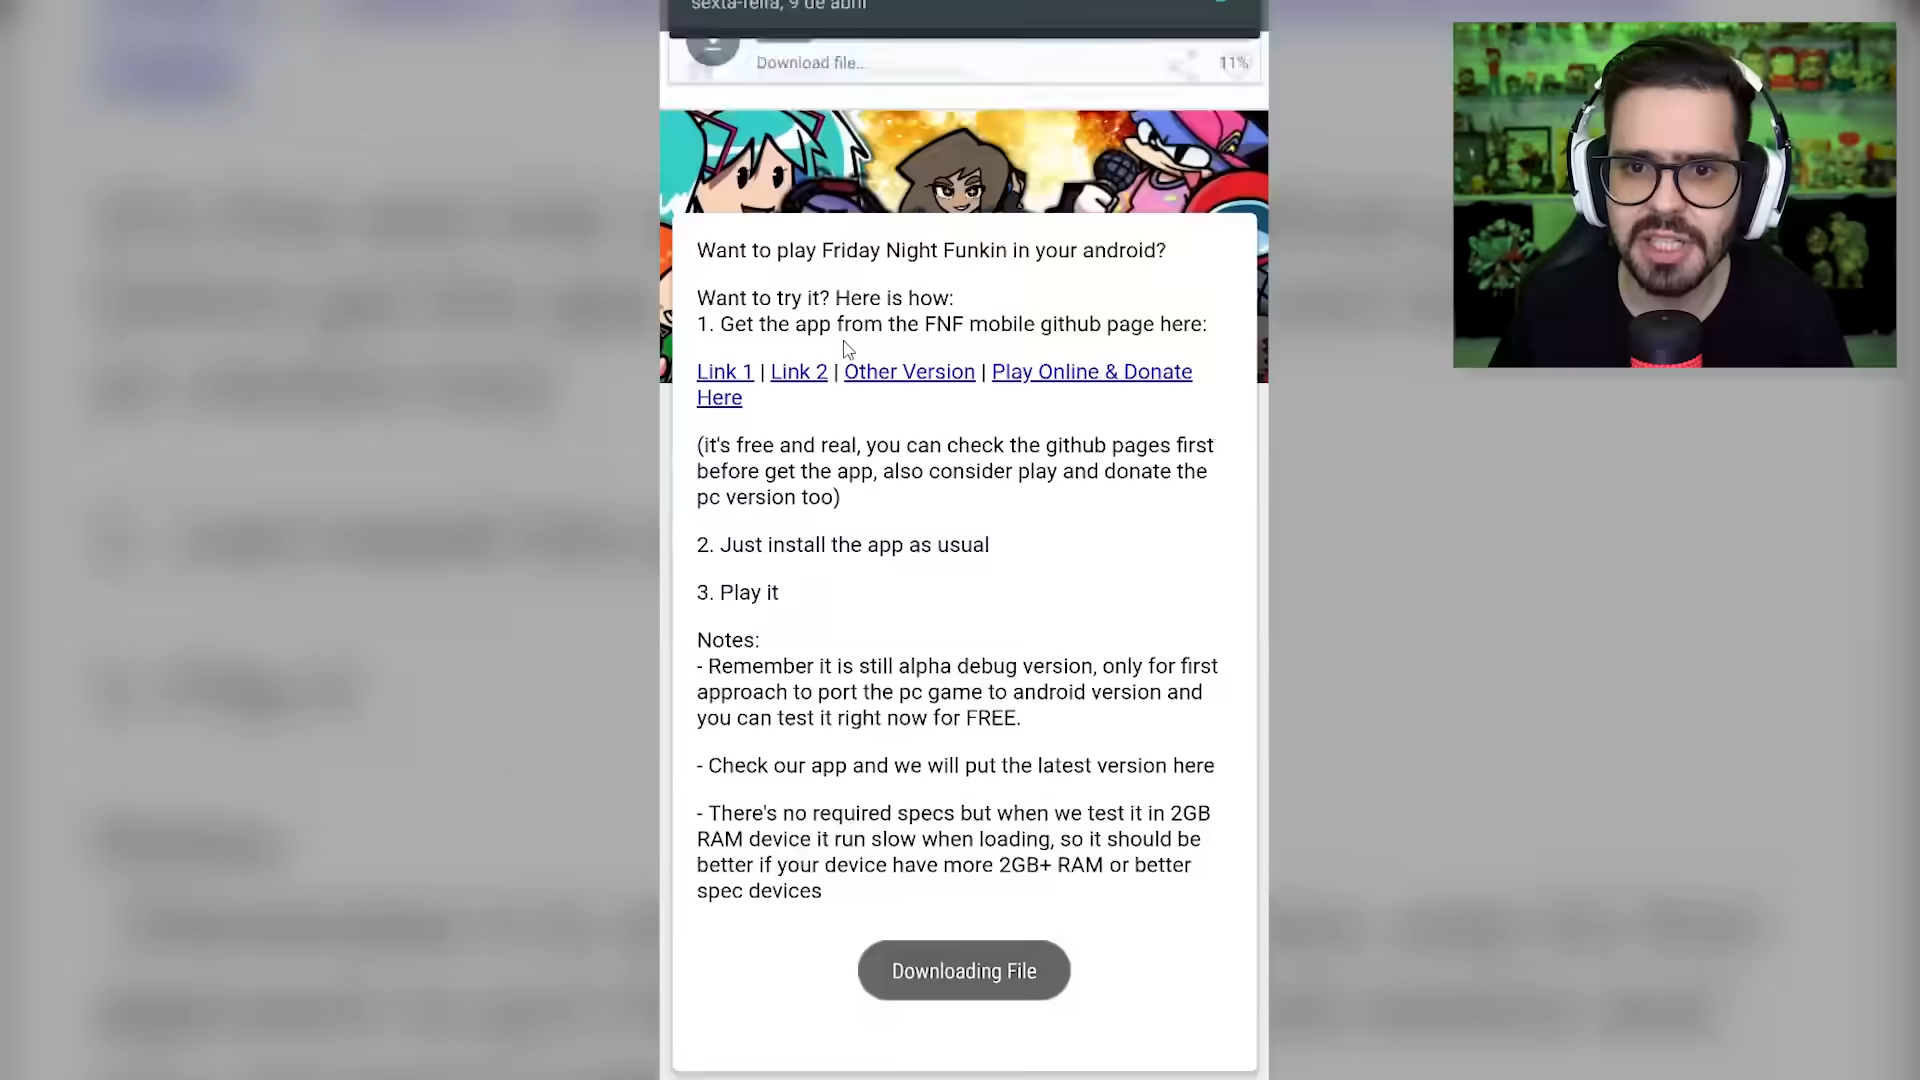 sexta-feira, 9 de abril
Download file...
11%
Want to play Friday Night Funkin in your android?
Want to try it? Here is how:
1. Get the app from the FNF mobile github page here:
Link 1 | Link 2 | Other Version | Play Online & Donate
Here
(it's free and real, you can check the github pages first
before get the app, also consider play and donate the
pc version too)
2. Just install the app as usual
3. Play it
Notes:
- Remember it is still alpha debug version, only for first
approach to port the pc game to android version and
you can test it right now for FREE.
- Check our app and we will put the latest version here
- There's no required specs but when we test it in 2GB
RAM device it run slow when loading, so it should be
better if your device have more 2GB+ RAM or better
spec devices
Downloading File